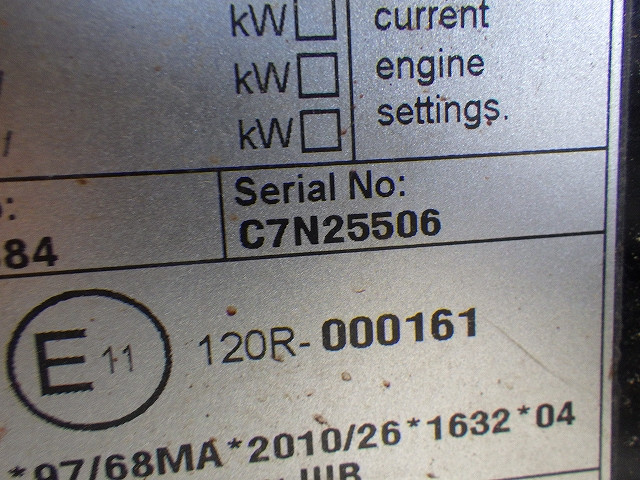 kW
current
kW
engine
kW
settings.
Serial No:
84
C7N25506
E 11
120R-000161
*97/68MA*2010/26*1632*04